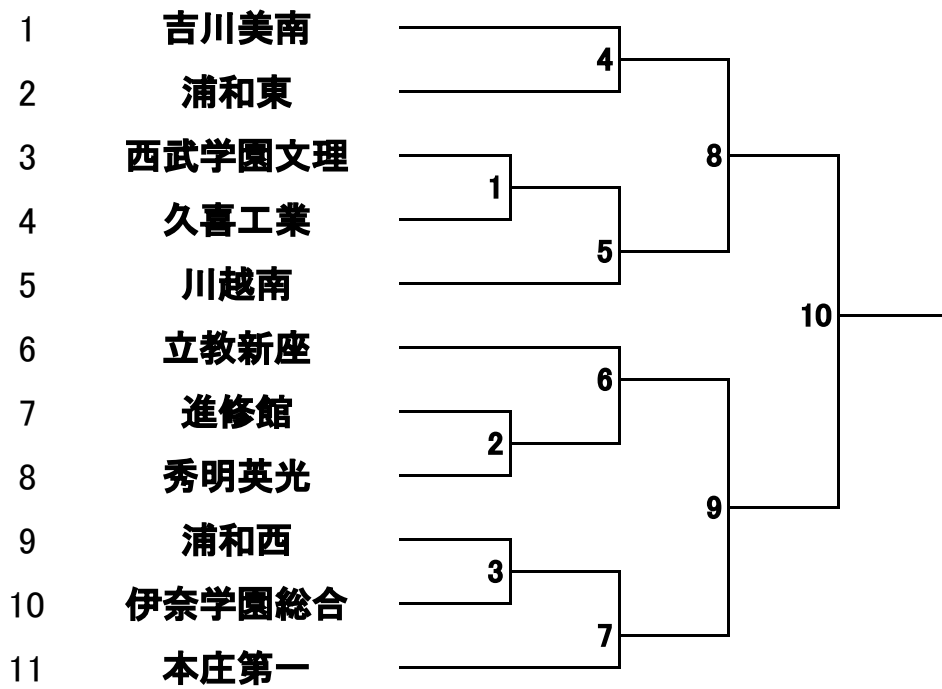 1 吉川美南
4
2 浦和東
3 西武学園文理
8
1
4 久喜工業
5
5 川越南
10
6 立教新座
6
7 進修館
2
8 秀明英光
9
9 浦和西
3
10 伊奈学園総合
7
11 本庄第一